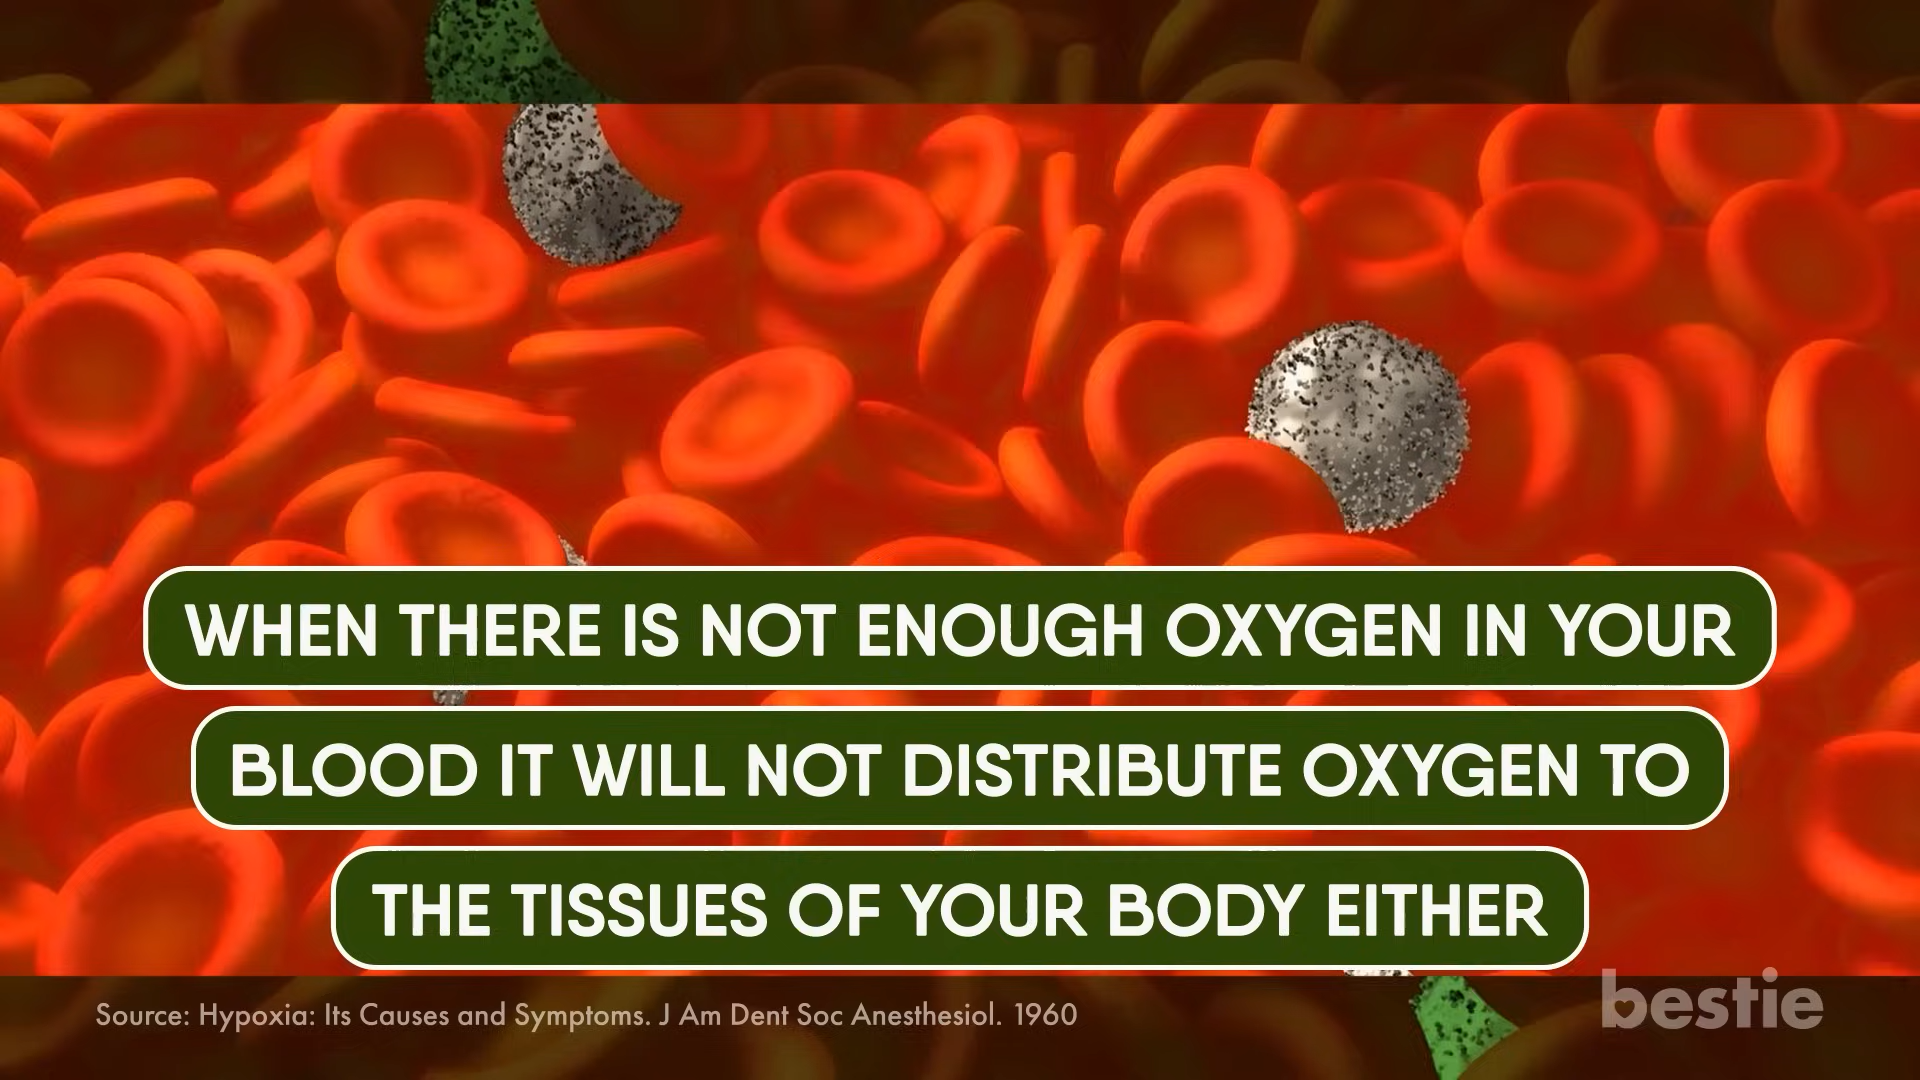 WHEN THERE IS NOT ENOUGH OXYGEN IN YOUR
BLOOD IT WILL NOT DISTRIBUTE OXYGEN TO
THE TISSUES OF YOUR BODY EITHER
Source: Hypoxia: Its Causes and Symptoms. J Am Dent Soc Anesthesiol. 1960
bestie